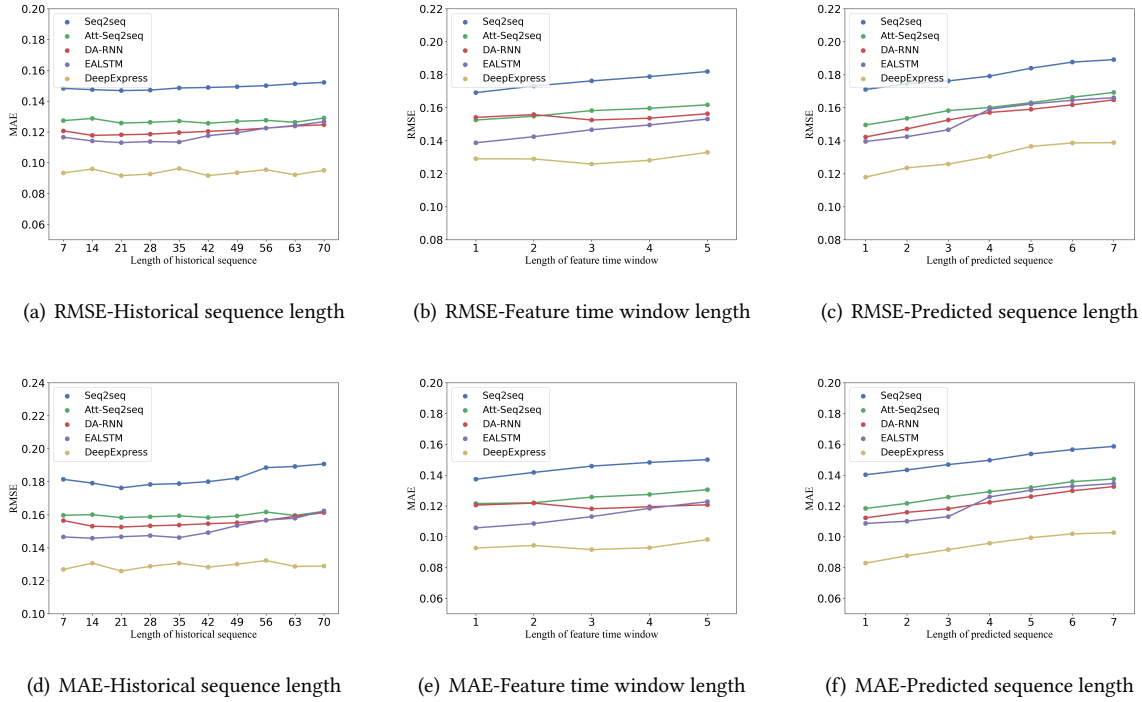 0.20
0.18
0.16
0.14
0.12
0.10
0.08
0.06
MAE
Seq2seq
Att-Seq2seq
DA-RNN
EALSTM
DeepExpress
7 14 21 28 35 42 49 56 63 70
Length of historical sequence
(a) RMSE-Historical sequence length
0.22
0.20
0.18
0.16
0.14
0.12
0.10
0.08
RMSE
Seq2seq
Att-Seq2seq
DA-RNN
EALSTM
DeepExpress
1 2 3 4 5
Length of feature time window
(b) RMSE-Feature time window length
0.22
0.20
0.18
0.16
0.14
0.12
0.10
0.08
RMSE
Seq2seq
Att-Seq2seq
DA-RNN
EALSTM
DeepExpress
1 2 3 4 5 6 7
Length of predicted sequence
(c) RMSE-Predicted sequence length
0.24
0.22
0.20
0.18
0.16
0.14
0.12
0.10
RMSE
Seq2seq
Att-Seq2seq
DA-RNN
EALSTM
DeepExpress
7 14 21 28 35 42 49 56 63 70
Length of historical sequence
(d) MAE-Historical sequence length
0.20
0.18
0.16
0.14
0.12
0.10
0.08
0.06
MAE
Seq2seq
Att-Seq2seq
DA-RNN
EALSTM
DeepExpress
1 2 3 4 5
Length of feature time window
(e) MAE-Feature time window length
0.20
0.18
0.16
0.14
0.12
0.10
0.08
0.06
MAE
Seq2seq
Att-Seq2seq
DA-RNN
EALSTM
DeepExpress
1 2 3 4 5 6 7
Length of predicted sequence
(f) MAE-Predicted sequence length